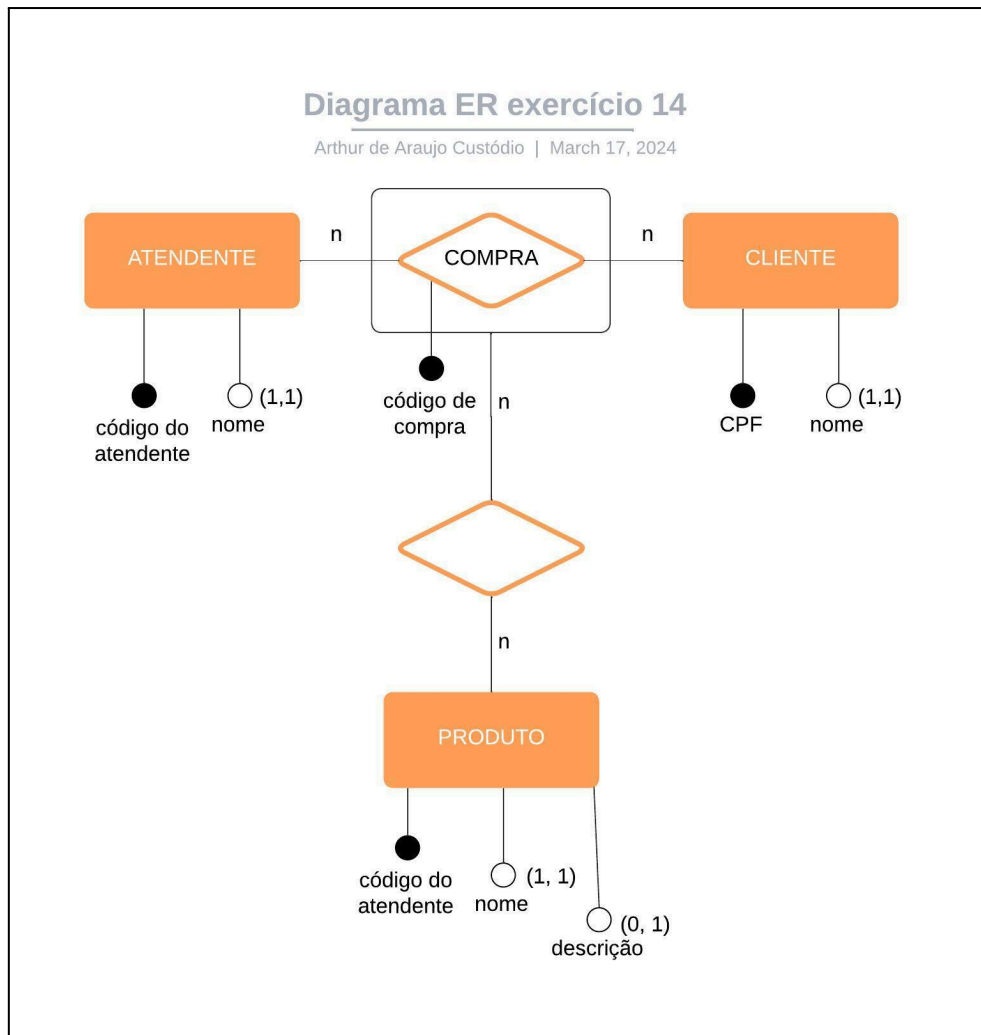 Diagrama ER exercício 14
Arthur de Araujo Custódio | March 17, 2024
n
n
ATENDENTE
COMPRA
CLIENTE
código do
atendente
(1,1)
nome
código de
compra
n
CPF
(1,1)
nome
n
PRODUTO
código do
atendente
(1, 1)
nome
(0, 1)
descrição